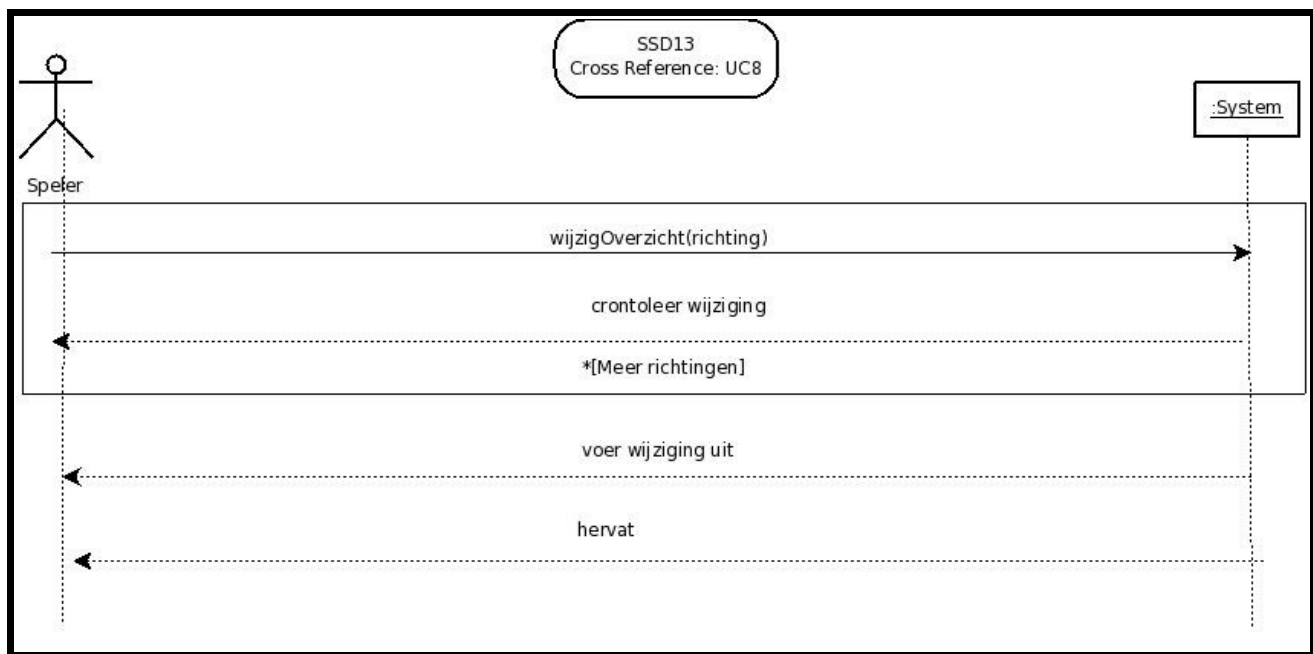 SSD13
Cross Reference: UC8
:System
Speler
wijzigOverzicht(richting)
crontoleer wijziging
*[Meer richtingen]
voer wijziging uit
hervat